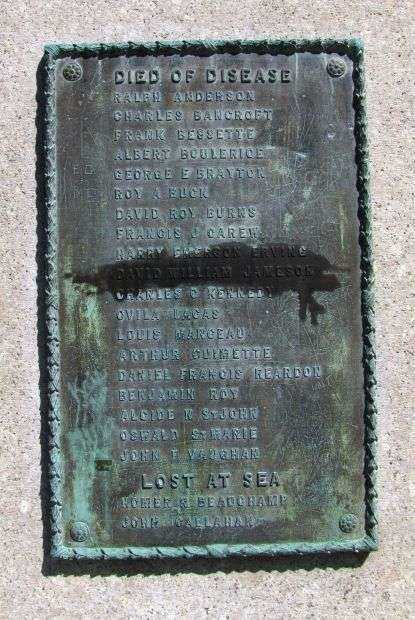 DIED OF DISEASE
RALPH ANDERSON
CHARLES BANCROFT
FRANK BESSETTE
ALBERT BOULERICE
GEORGE E BRAYTON
ROY A BUCK
DAVID ROY BURNS
FRANCIS J CAREW
HARRY EMERSON ERVING
DAVID WILLIAM JAMESON
CHARLES C KENNEDY
OVILA LAGAS
LOUIS MARCEAU
ARTHUR OUIMETTE
DANIEL FRANCIS REARDON
BENJAMIN ROY
ALCIDE N ST JOHN
OSWALD ST MARIE
JOHN T VAUGHAN
LOST AT SEA
HOMER R BEAUCHAMP
JOHN CALLAHAN